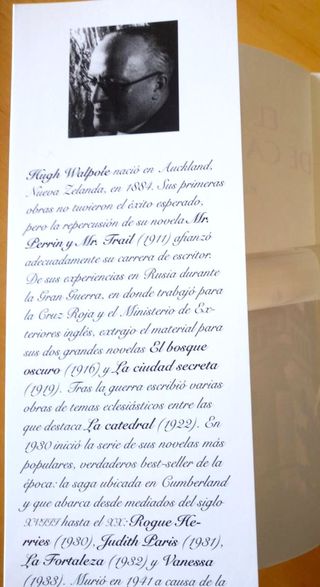 Hugh Walpole nació en Auckland,
Nueva Zelanda, en 1884. Sus primeras
obras no tuvieron el éxito esperado,
pero la repercusión de su novela Mr.
Perrin y Mr. Trail (1911) afianzó
adecuadamente su carrera de escritor.
De sus experiencias en Rusia durante
la Gran Guerra, en donde trabajó para
la Cruz Roja y el Ministerio de Ex-
teriores inglés, extrajo el material para
sus dos grandes novelas El bosque
oscuro (1916) y La ciudad secreta
(1919). Tras la guerra escribió varias
obras de temas eclesiásticos entre las
que destaca La catedral (1922). En
1930 inició la serie de sus novelas más
populares, verdaderos best-seller de la
época: la saga ubicada en Cumberland
y que abarca desde mediados del siglo
XVIII hasta el XX: Rogue He-
rries (1930), Judith Paris (1931),
La Fortaleza (1932) y Vanessa
(1933). Murió en 1941 a causa de la